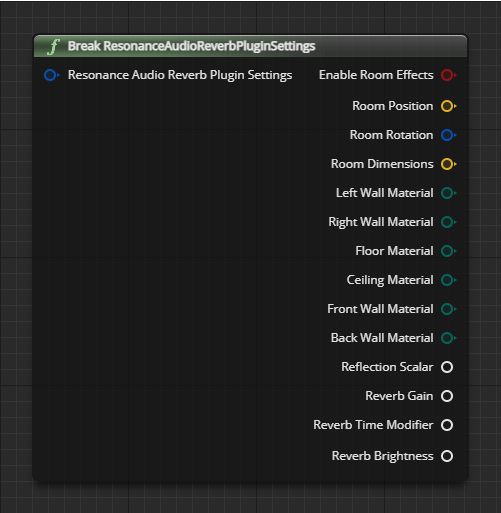 f Break ResonanceAudioReverbPluginSettings
Resonance Audio Reverb Plugin Settings Enable Room Effects
Room Position
Room Rotation
Room Dimensions
Left Wall Material
Right Wall Material
Floor Material
Ceiling Material
Front Wall Material
Back Wall Material
Reflection Scalar
Reverb Gain
Reverb Time Modifier
Reverb Brightness